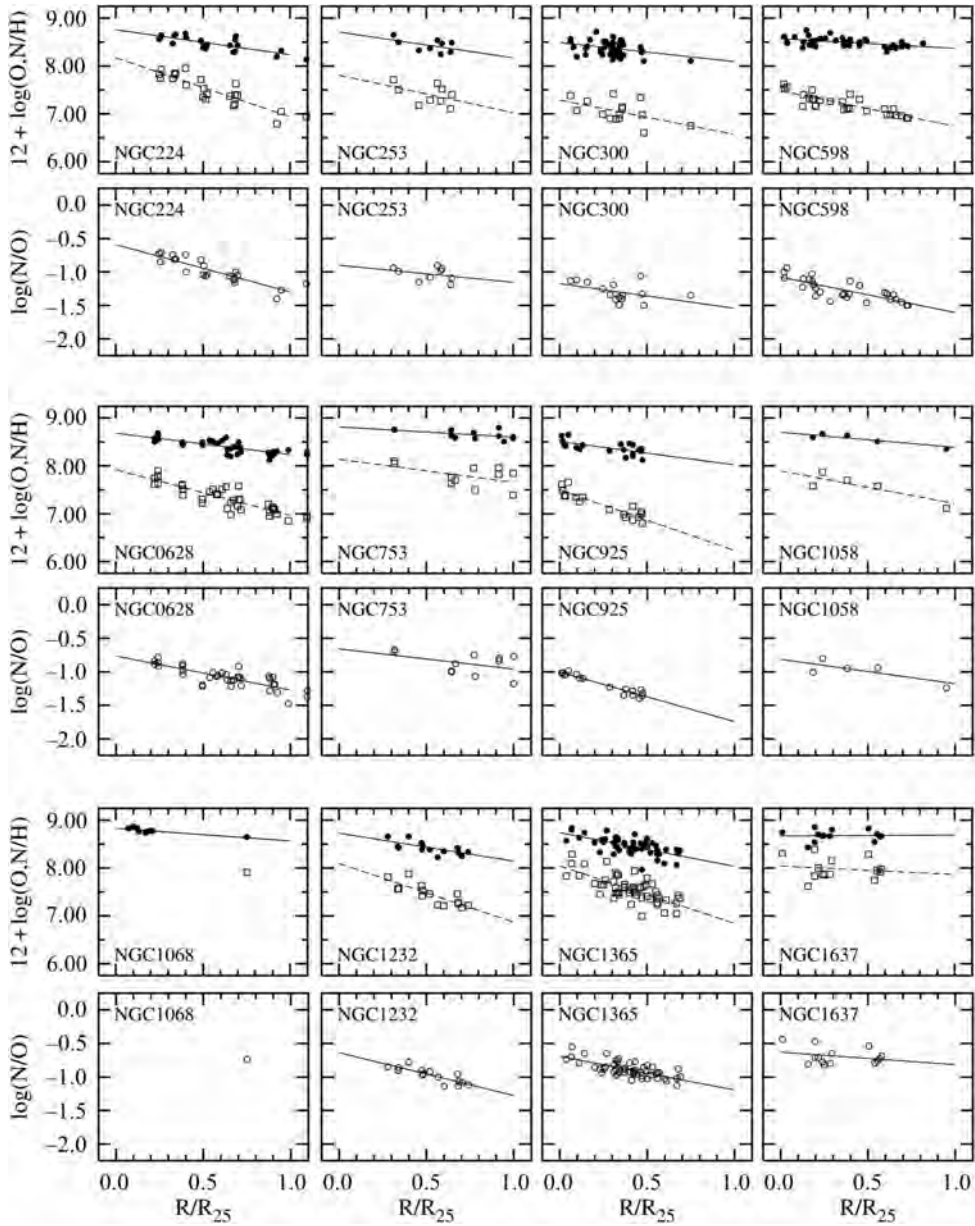 12 + log(O,N/H)
9.00
8.00
7.00
6.00
NGC224
NGC253
NGC300
NGC598
log(N/O)
0.0
−0.5
−1.0
−1.5
−2.0
NGC224
NGC253
NGC300
NGC598
12 + log(O,N/H)
9.00
8.00
7.00
6.00
NGC0628
NGC753
NGC925
NGC1058
log(N/O)
0.0
−0.5
−1.0
−1.5
−2.0
NGC0628
NGC753
NGC925
NGC1058
12 + log(O,N/H)
9.00
8.00
7.00
6.00
NGC1068
NGC1232
NGC1365
NGC1637
log(N/O)
0.0
−0.5
−1.0
−1.5
−2.0
NGC1068
NGC1232
NGC1365
NGC1637
0.0 0.5 1.0 0.0 0.5 1.0 0.0 0.5 1.0 0.0 0.5 1.0
R/R25 R/R25 R/R25 R/R25